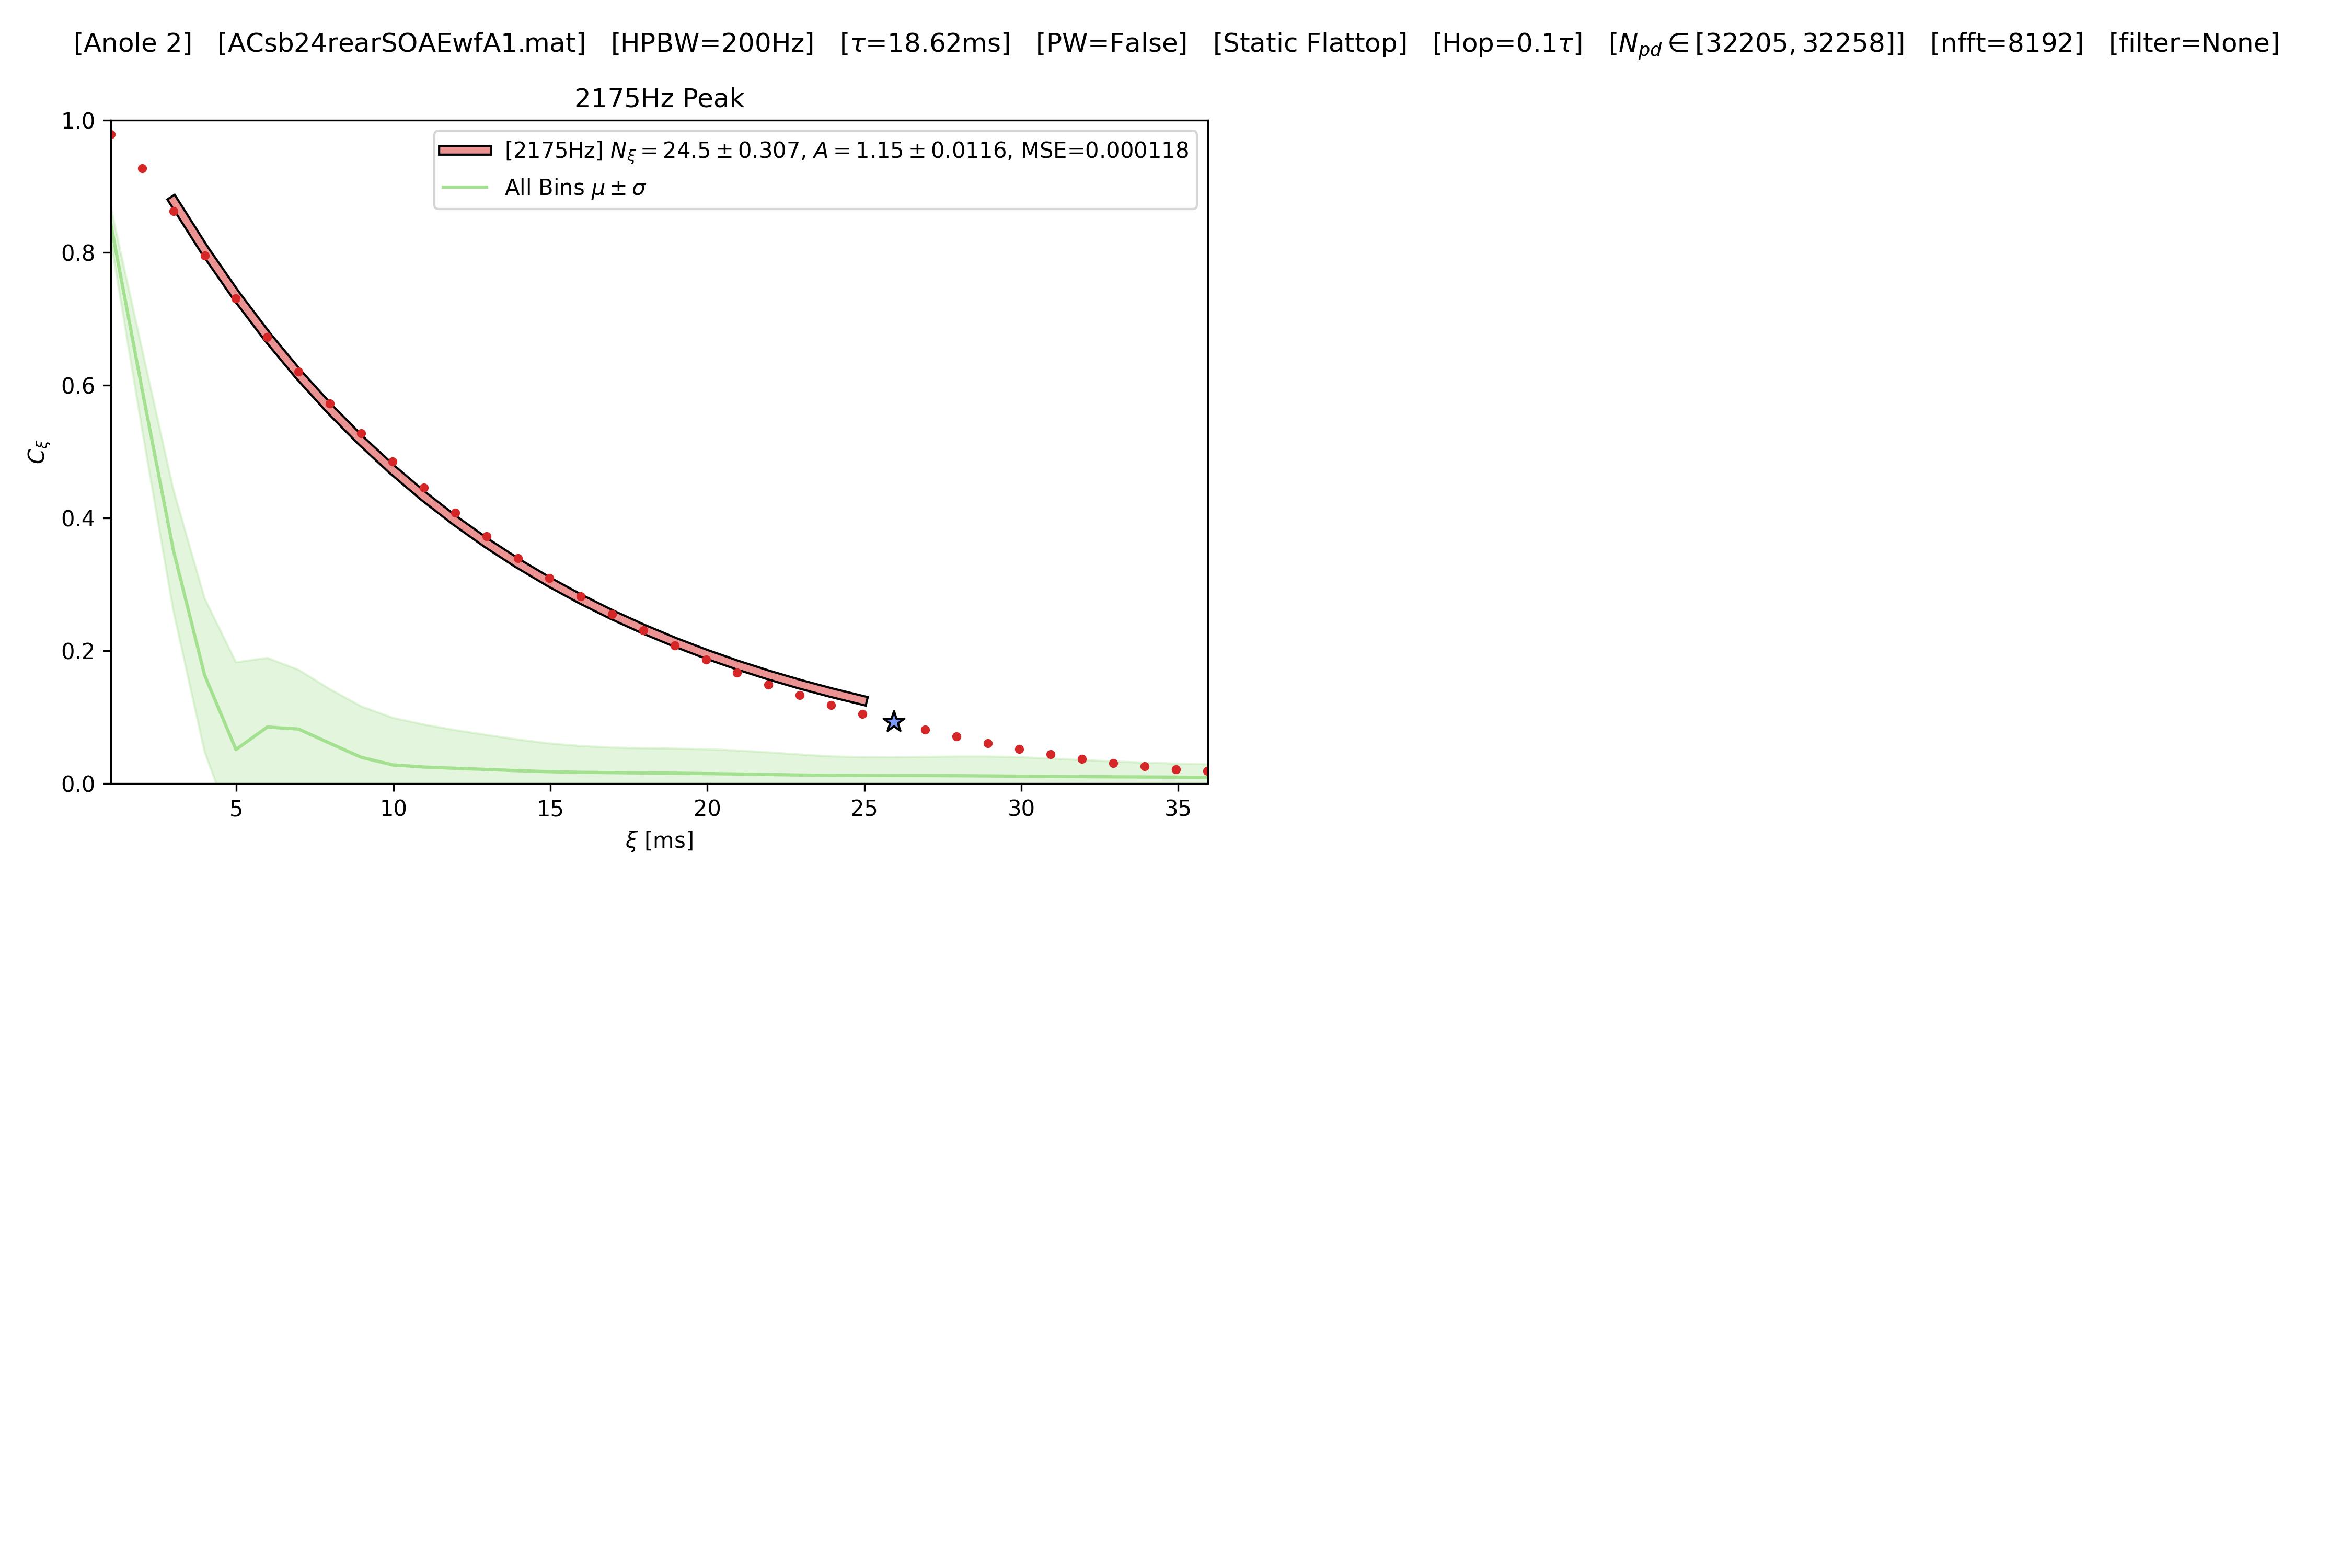 [Anole 2] [ACsb24rearSOAEwfA1.mat] [HPBW=200Hz] [τ=18.62ms] [PW=False] [Static Flattop] [Hop=0.1τ] [N_pd ∈ [32205, 32258]] [nfft=8192] [filter=None]
2175Hz Peak
[2175Hz] N_ξ = 24.5 ± 0.307, A = 1.15 ± 0.0116, MSE=0.000118
All Bins μ ± σ
1.0
0.8
0.6
0.4
0.2
0.0
C_ξ
5 10 15 20 25 30 35
ξ [ms]